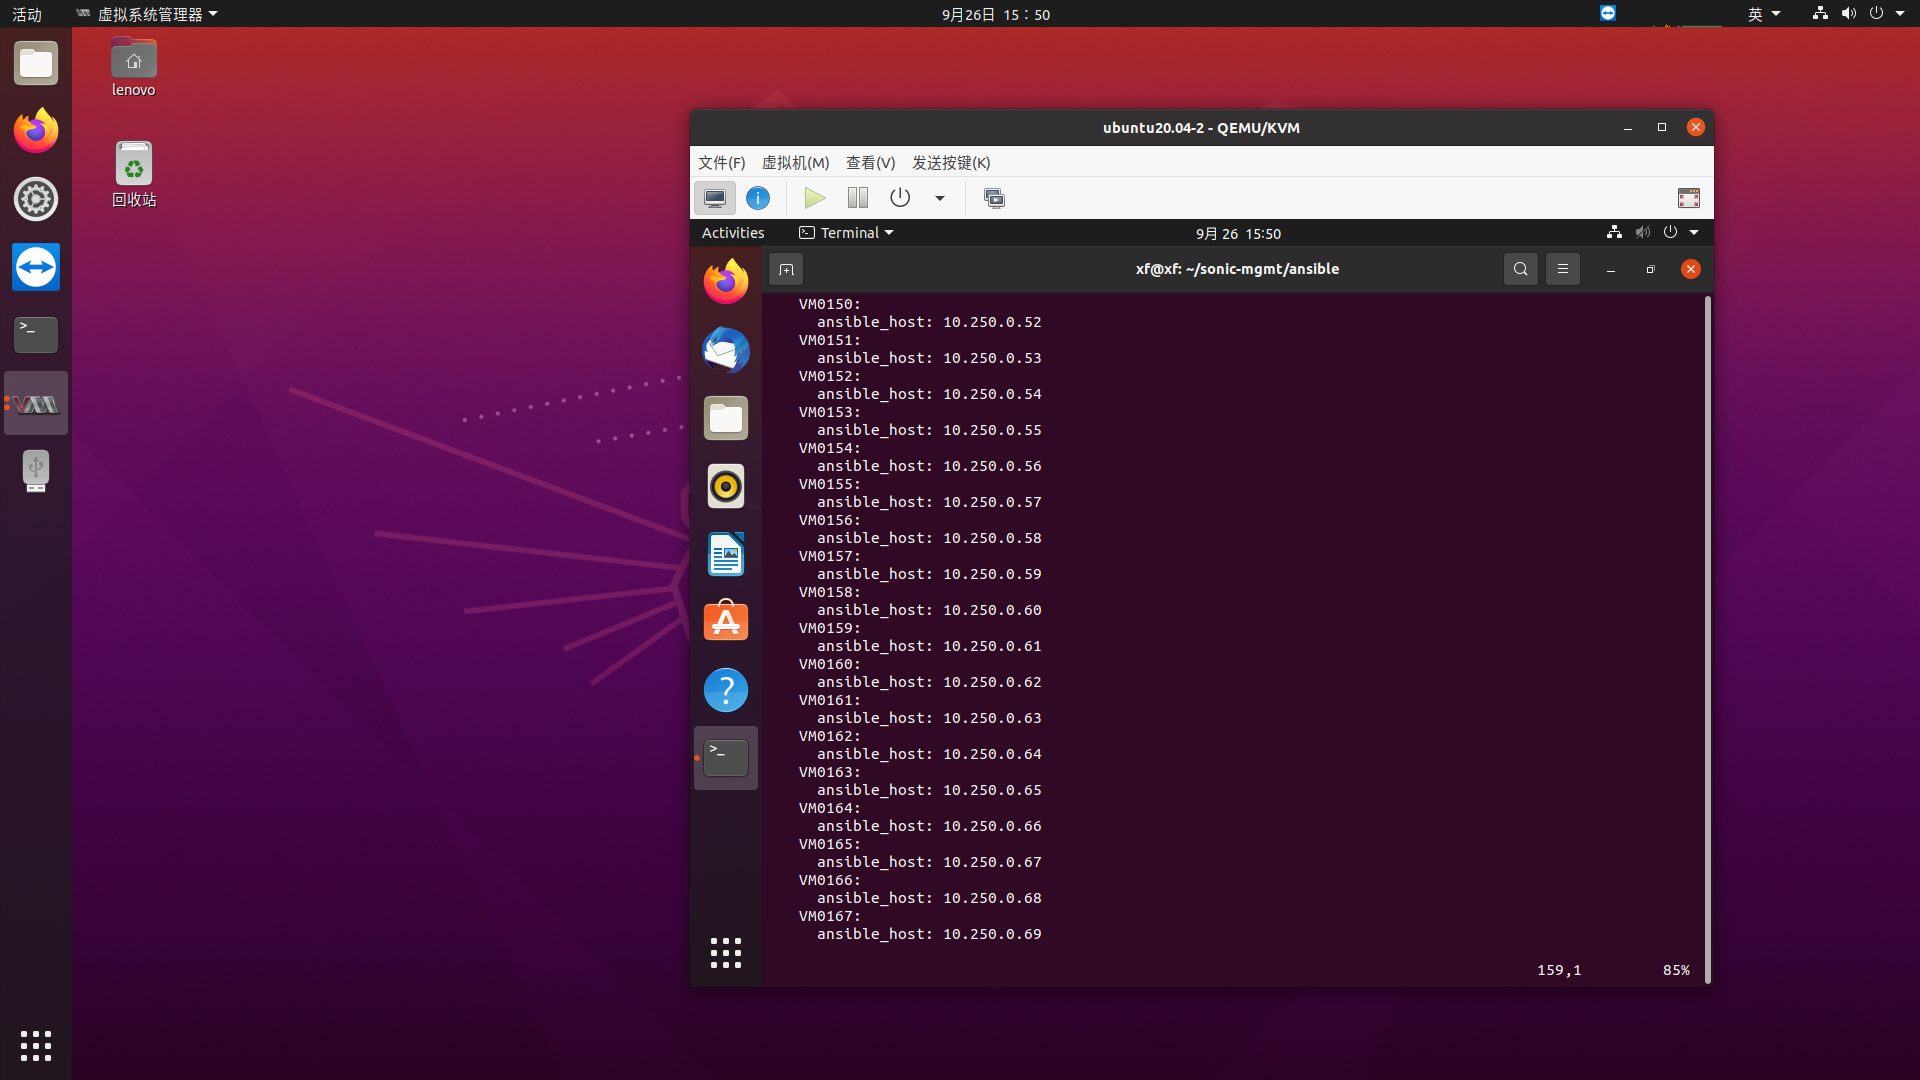 活动
虚拟系统管理器
9月26日 15：50
英
lenovo
回收站
ubuntu20.04-2 - QEMU/KVM
文件(F) 虚拟机(M) 查看(V) 发送按键(K)
Activities
Terminal
9月 26 15:50
xf@xf: ~/sonic-mgmt/ansible
VM0150:
ansible_host: 10.250.0.52
VM0151:
ansible_host: 10.250.0.53
VM0152:
ansible_host: 10.250.0.54
VM0153:
ansible_host: 10.250.0.55
VM0154:
ansible_host: 10.250.0.56
VM0155:
ansible_host: 10.250.0.57
VM0156:
ansible_host: 10.250.0.58
VM0157:
ansible_host: 10.250.0.59
VM0158:
ansible_host: 10.250.0.60
VM0159:
ansible_host: 10.250.0.61
VM0160:
ansible_host: 10.250.0.62
VM0161:
ansible_host: 10.250.0.63
VM0162:
ansible_host: 10.250.0.64
VM0163:
ansible_host: 10.250.0.65
VM0164:
ansible_host: 10.250.0.66
VM0165:
ansible_host: 10.250.0.67
VM0166:
ansible_host: 10.250.0.68
VM0167:
ansible_host: 10.250.0.69
159,1 85%